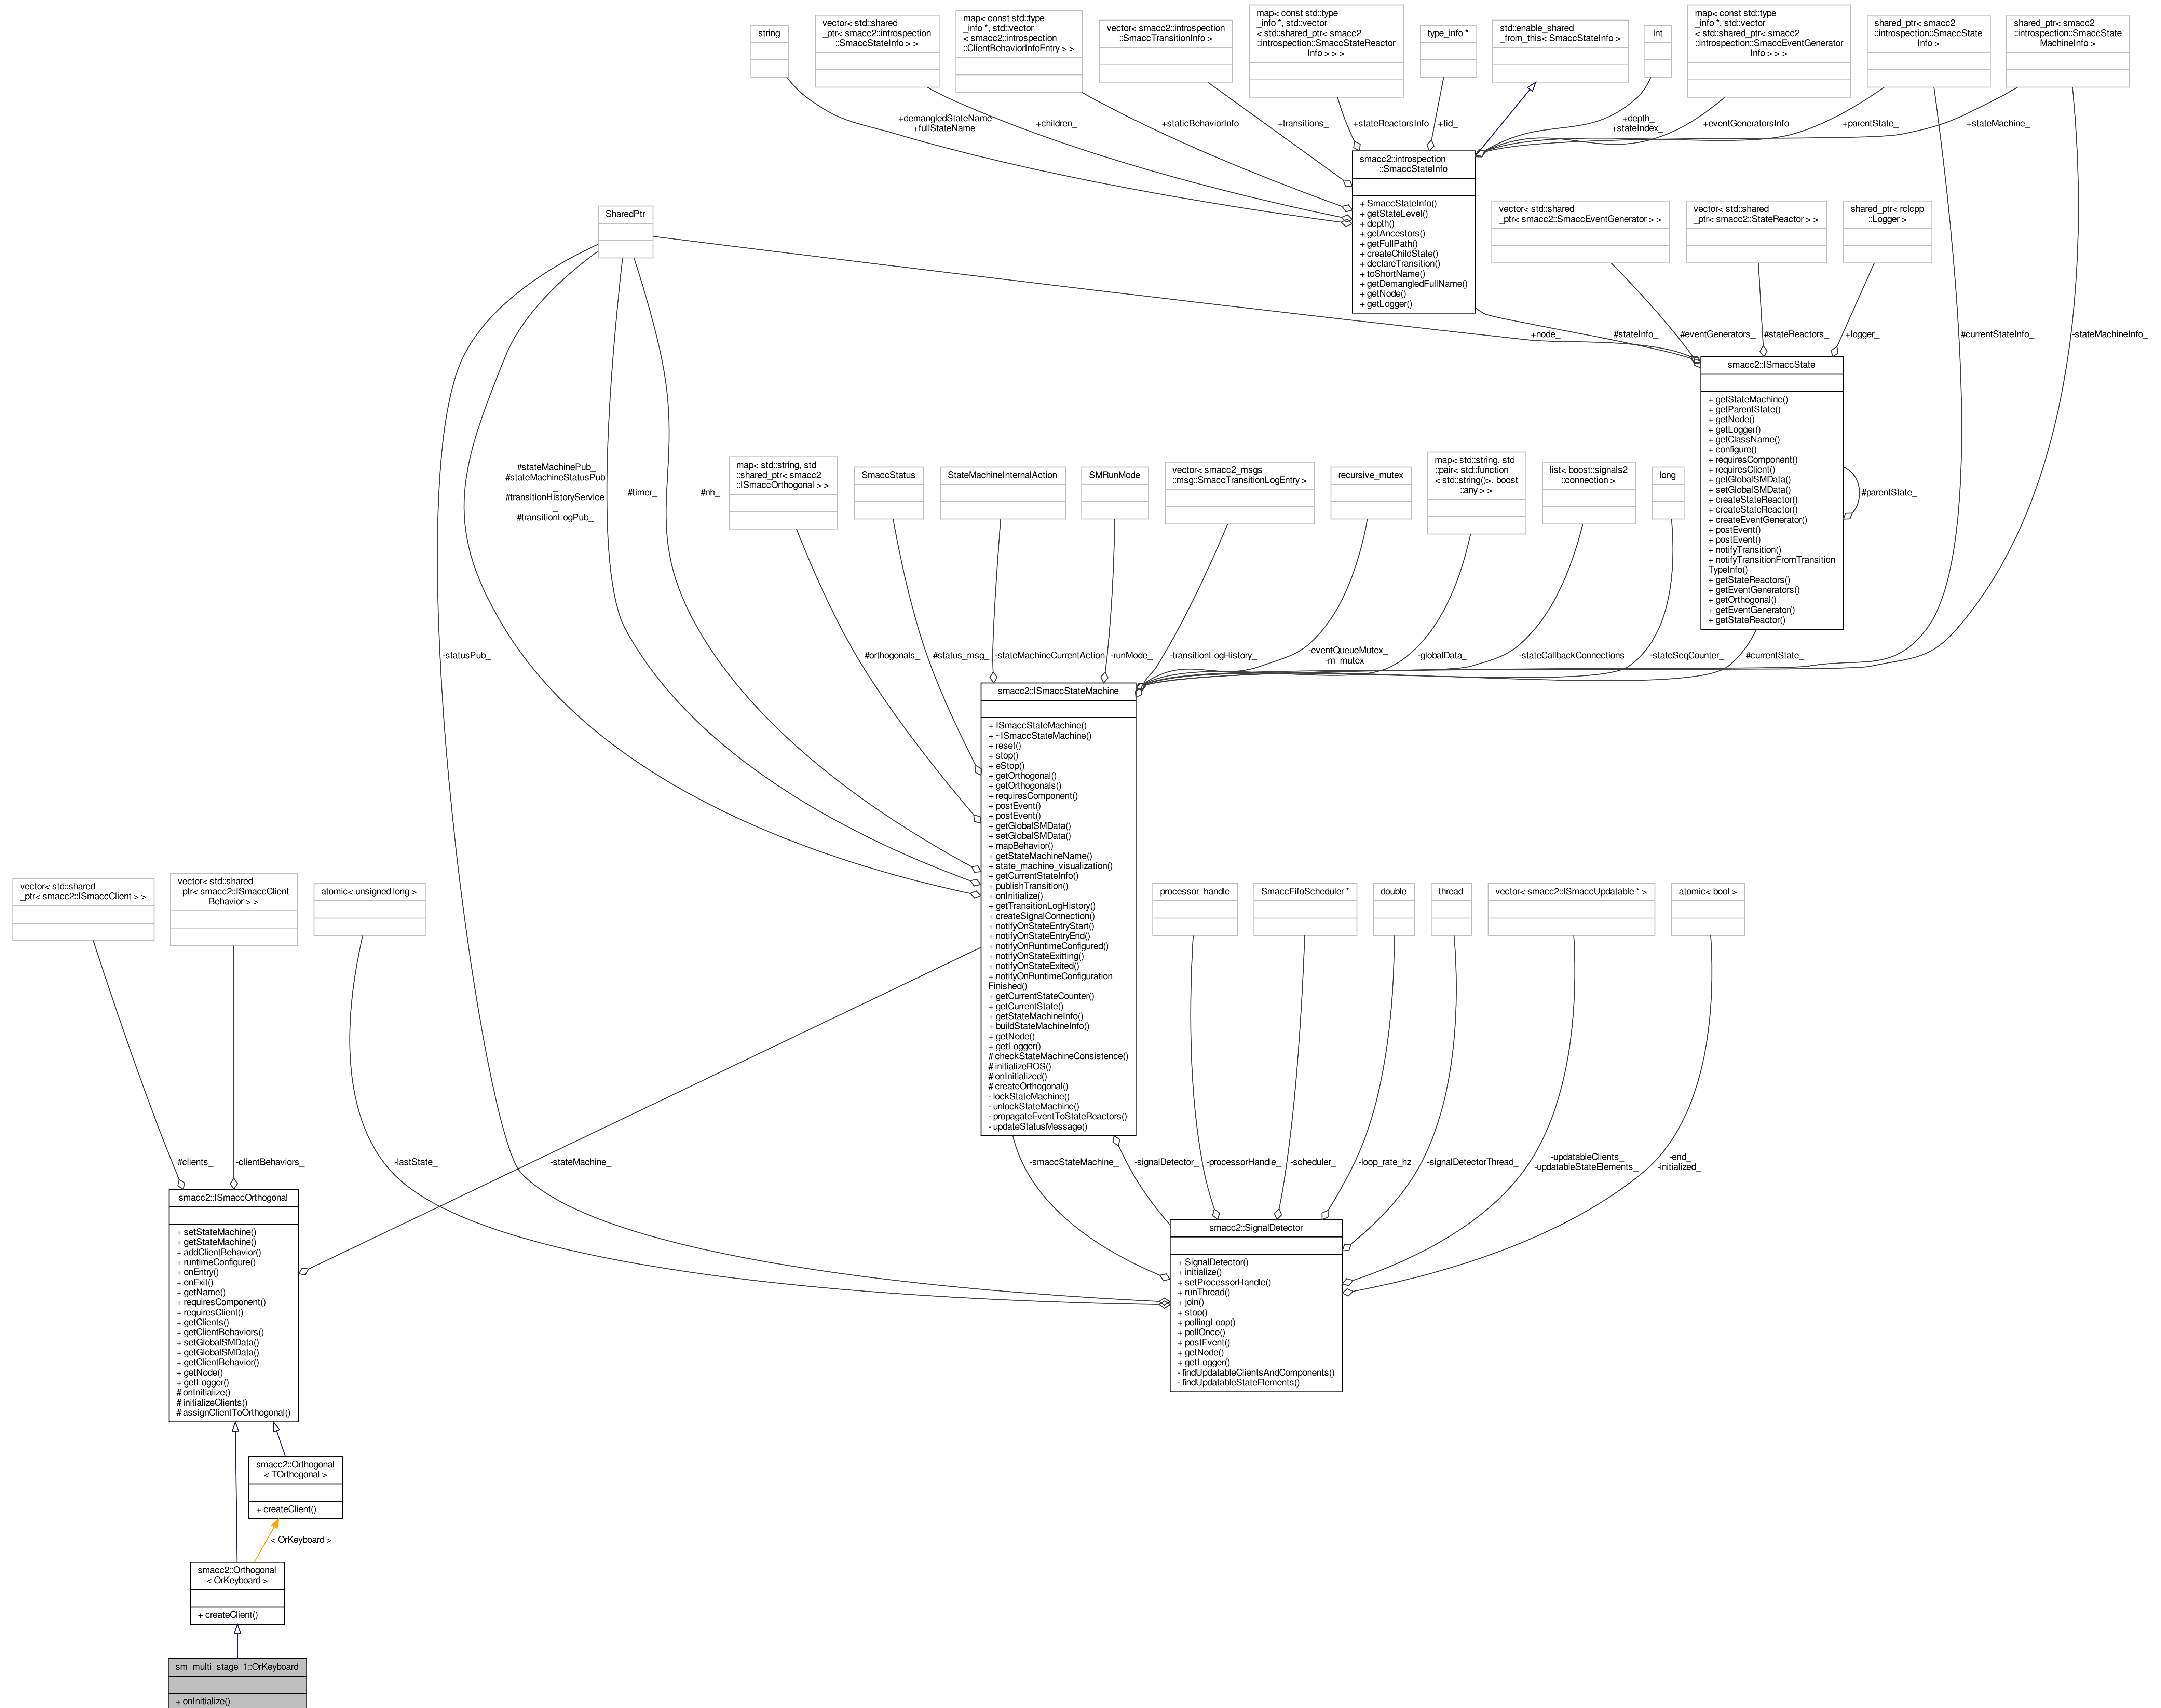 string
vector< std::shared
_ptr< smacc2::introspection
::SmaccStateInfo > >
map< const std::type
_info *, std::vector
< smacc2::introspection
::ClientBehaviorInfoEntry > >
vector< smacc2::introspection
::SmaccTransitionInfo >
map< const std::type
_info *, std::vector
< std::shared_ptr< smacc2
::introspection::SmaccStateReactor
Info > > >
type_info *
std::enable_shared
_from_this< SmaccStateInfo >
int
map< const std::type
_info *, std::vector
< std::shared_ptr< smacc2
::introspection::SmaccEventGenerator
Info > > >
shared_ptr< smacc2
::introspection::SmaccState
Info >
shared_ptr< smacc2
::introspection::SmaccState
MachineInfo >
+demangledStateName
+fullStateName
+children_
+staticBehaviorInfo
+transitions_
+stateReactorsInfo
+tid_
+depth_
+stateIndex_
+eventGeneratorsInfo
+parentState_
+stateMachine_
smacc2::introspection
::SmaccStateInfo
+ SmaccStateInfo()
+ getStateLevel()
+ depth()
+ getAncestors()
+ getFullPath()
+ createChildState()
+ declareTransition()
+ toShortName()
+ getDemangledFullName()
+ getNode()
+ getLogger()
SharedPtr
vector< std::shared
_ptr< smacc2::SmaccEventGenerator > >
vector< std::shared
_ptr< smacc2::StateReactor > >
shared_ptr< rclcpp
::Logger >
+node_
#stateInfo_
#eventGenerators_
#stateReactors_
+logger_
#currentStateInfo_
-stateMachineInfo_
smacc2::ISmaccState
+ getStateMachine()
+ getParentState()
+ getNode()
+ getLogger()
+ getClassName()
+ configure()
+ requiresComponent()
+ requiresClient()
+ getGlobalSMData()
+ setGlobalSMData()
+ createStateReactor()
+ createStateReactor()
+ createEventGenerator()
+ postEvent()
+ postEvent()
+ notifyTransition()
+ notifyTransitionFromTransition
TypeInfo()
+ getStateReactors()
+ getEventGenerators()
+ getOrthogonal()
+ getEventGenerator()
+ getStateReactor()
#parentState_
#stateMachinePub_
#stateMachineStatusPub
_
#transitionHistoryService
_
#transitionLogPub_
#timer_
#nh_
map< std::string, std
::shared_ptr< smacc2
::ISmaccOrthogonal > >
SmaccStatus
StateMachineInternalAction
SMRunMode
vector< smacc2_msgs
::msg::SmaccTransitionLogEntry >
recursive_mutex
map< std::string, std
::pair< std::function
< std::string()>, boost
::any > >
list< boost::signals2
::connection >
long
-statusPub_
#orthogonals_
#status_msg_
-stateMachineCurrentAction
-runMode_
-transitionLogHistory_
-eventQueueMutex_
-m_mutex_
-globalData_
-stateCallbackConnections
-stateSeqCounter_
#currentState_
smacc2::ISmaccStateMachine
+ ISmaccStateMachine()
+ ~ISmaccStateMachine()
+ reset()
+ stop()
+ eStop()
+ getOrthogonal()
+ getOrthogonals()
+ requiresComponent()
+ postEvent()
+ postEvent()
+ getGlobalSMData()
+ setGlobalSMData()
+ mapBehavior()
+ getStateMachineName()
+ state_machine_visualization()
+ getCurrentStateInfo()
+ publishTransition()
+ onInitialize()
+ getTransitionLogHistory()
+ createSignalConnection()
+ notifyOnStateEntryStart()
+ notifyOnStateEntryEnd()
+ notifyOnRuntimeConfigured()
+ notifyOnStateExitting()
+ notifyOnStateExited()
+ notifyOnRuntimeConfiguration
Finished()
+ getCurrentStateCounter()
+ getCurrentState()
+ getStateMachineInfo()
+ buildStateMachineInfo()
+ getNode()
+ getLogger()
# checkStateMachineConsistence()
# initializeROS()
# onInitialized()
# createOrthogonal()
- lockStateMachine()
- unlockStateMachine()
- propagateEventToStateReactors()
- updateStatusMessage()
vector< std::shared
_ptr< smacc2::ISmaccClient > >
vector< std::shared
_ptr< smacc2::ISmaccClient
Behavior > >
atomic< unsigned long >
processor_handle
SmaccFifoScheduler *
double
thread
vector< smacc2::ISmaccUpdatable * >
atomic< bool >
#clients_
-clientBehaviors_
-lastState_
-stateMachine_
-smaccStateMachine_
-signalDetector_
-processorHandle_
-scheduler_
-loop_rate_hz
-signalDetectorThread_
-updatableClients_
-updatableStateElements_
-end_
-initialized_
smacc2::ISmaccOrthogonal
+ setStateMachine()
+ getStateMachine()
+ addClientBehavior()
+ runtimeConfigure()
+ onEntry()
+ onExit()
+ getName()
+ requiresComponent()
+ requiresClient()
+ getClients()
+ getClientBehaviors()
+ setGlobalSMData()
+ getGlobalSMData()
+ getClientBehavior()
+ getNode()
+ getLogger()
# onInitialize()
# initializeClients()
# assignClientToOrthogonal()
smacc2::SignalDetector
+ SignalDetector()
+ initialize()
+ setProcessorHandle()
+ runThread()
+ join()
+ stop()
+ pollingLoop()
+ pollOnce()
+ postEvent()
+ getNode()
+ getLogger()
- findUpdatableClientsAndComponents()
- findUpdatableStateElements()
smacc2::Orthogonal
< TOrthogonal >
+ createClient()
< OrKeyboard >
smacc2::Orthogonal
< OrKeyboard >
+ createClient()
sm_multi_stage_1::OrKeyboard
+ onInitialize()